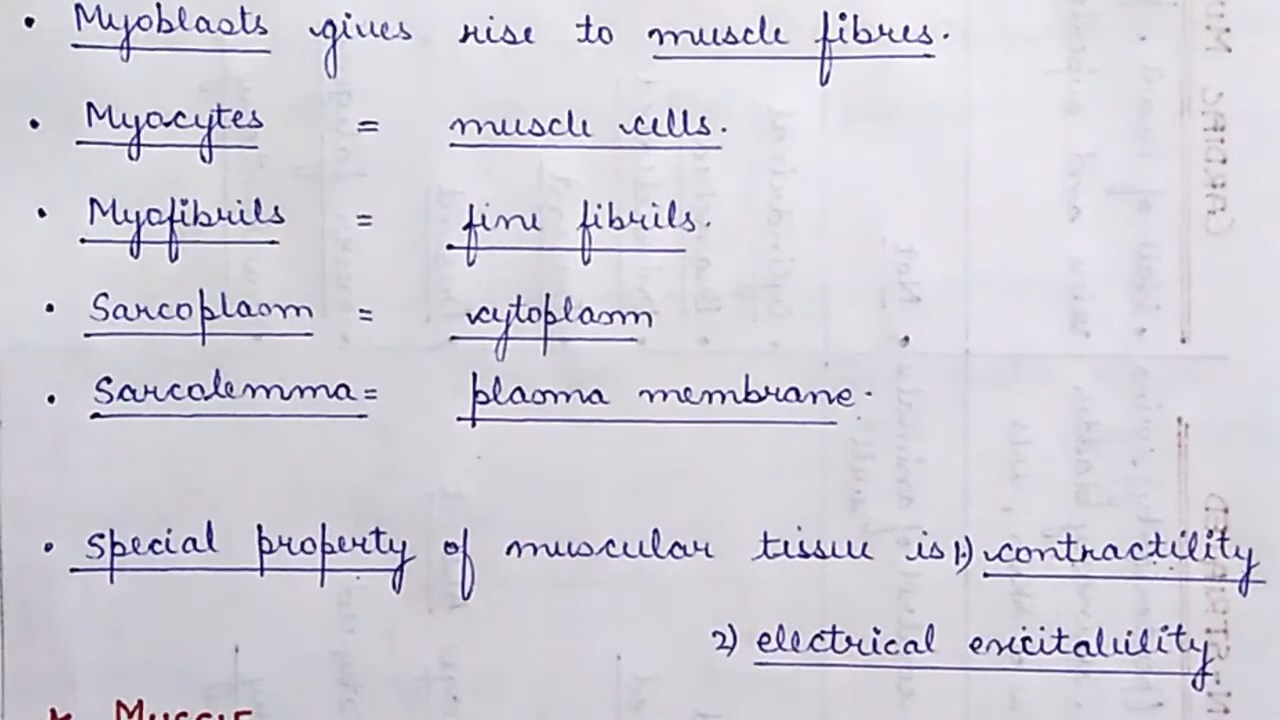 • Myoblasts gives rise to muscle fibres.
• Myocytes = muscle cells.
• Myofibrils = fine fibrils.
• Sarcoplasm = cytoplasm
• Sarcolemma = plasma membrane.
• special property of muscular tissue is 1) contractility
2) electrical excitability